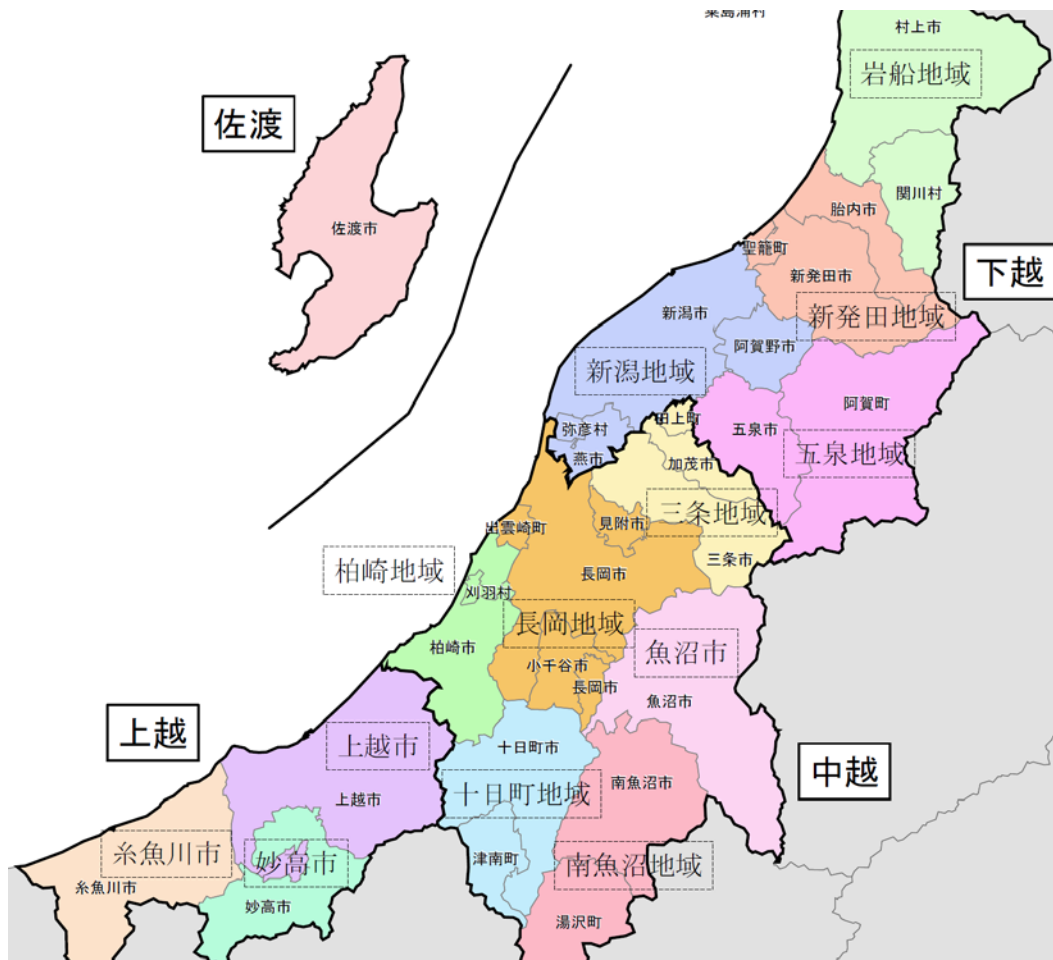 粟島浦村
村上市
岩船地域
佐渡
関川村
胎内市
佐渡市
聖籠町
下越
新発田市
新潟市
新発田地域
阿賀野市
新潟地域
阿賀町
田上町
弥彦村
五泉市
五泉地域
燕市
加茂市
三条地域
出雲崎町
見附市
三条市
柏崎地域
長岡市
刈羽村
長岡地域
柏崎市
魚沼市
小千谷市
長岡市
魚沼市
上越
上越市
十日町市
中越
南魚沼市
十日町地域
上越市
糸魚川市
妙高市
津南町
南魚沼地域
糸魚川市
妙高市
湯沢町